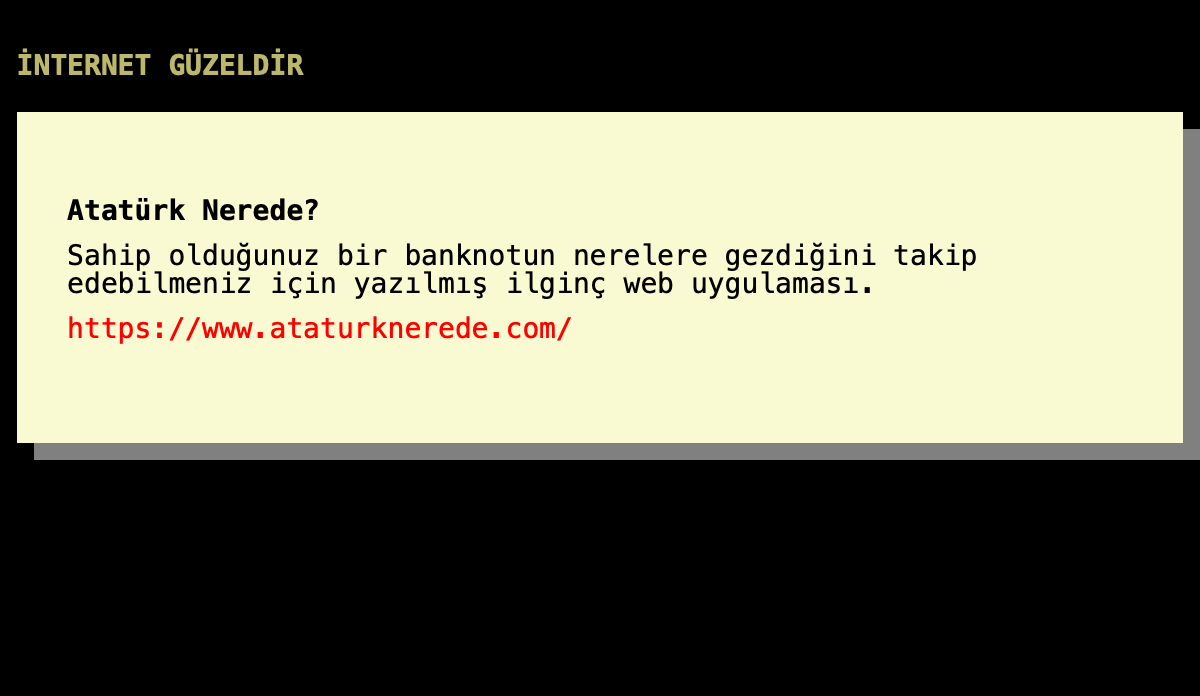 İNTERNET GÜZELDİR
Atatürk Nerede?
Sahip olduğunuz bir banknotun nerelere gezdiğini takip
edebilmeniz için yazılmış ilginç web uygulaması.
https://www.ataturknerede.com/